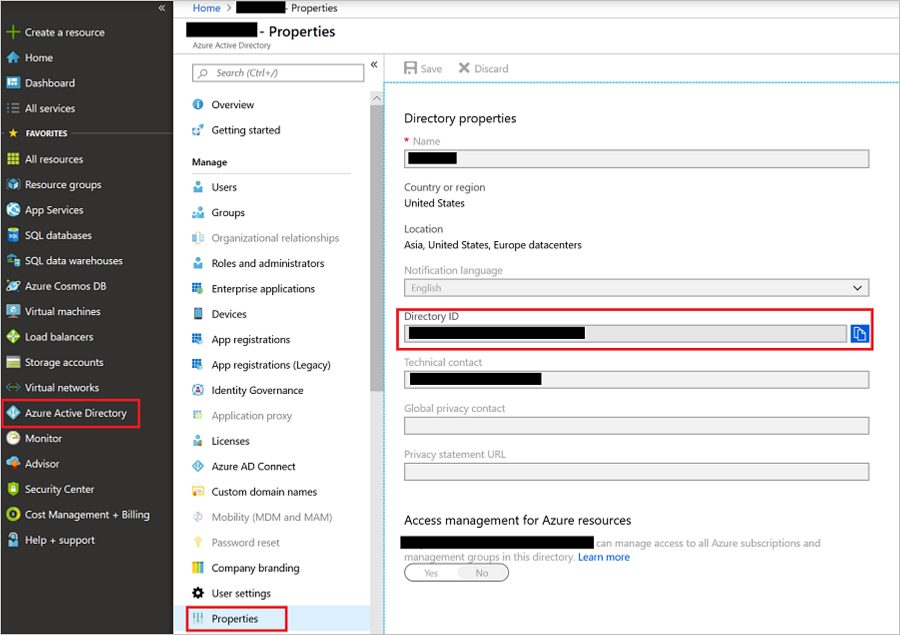 Create a resource
Home
Dashboard
All services
FAVORITES
All resources
Resource groups
App Services
SQL databases
SQL data warehouses
Azure Cosmos DB
Virtual machines
Load balancers
Storage accounts
Virtual networks
Azure Active Directory
Monitor
Advisor
Security Center
Cost Management + Billing
Help + support
Home > - Properties
- Properties
Azure Active Directory
Search (Ctrl+/)
Overview
Getting started
Manage
Users
Groups
Organizational relationships
Roles and administrators
Enterprise applications
Devices
App registrations
App registrations (Legacy)
Identity Governance
Application proxy
Licenses
Azure AD Connect
Custom domain names
Mobility (MDM and MAM)
Password reset
Company branding
User settings
Properties
Save Discard
Directory properties
* Name
Country or region
United States
Location
Asia, United States, Europe datacenters
Notification language
English
Directory ID
Technical contact
Global privacy contact
Privacy statement URL
Access management for Azure resources
can manage access to all Azure subscriptions and
management groups in this directory. Learn more
Yes No